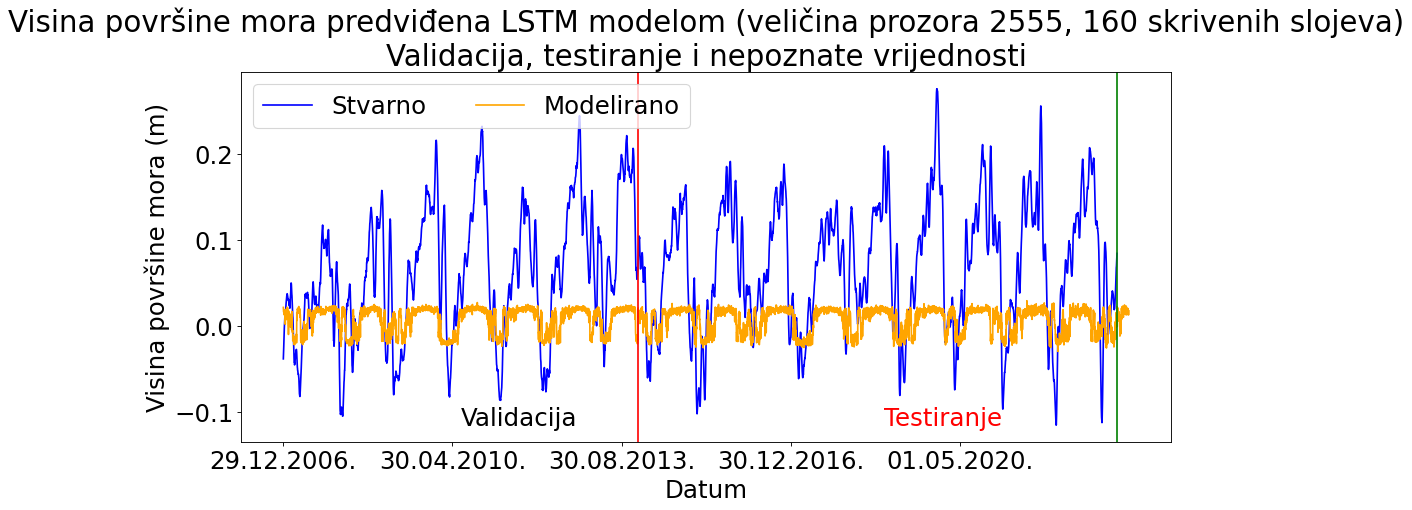 Visina površine mora predviđena LSTM modelom (veličina prozora 2555, 160 skrivenih slojeva)
Validacija, testiranje i nepoznate vrijednosti
Stvarno
Modelirano
Visina površine mora (m)
0.2
0.1
0.0
−0.1
Validacija
Testiranje
29.12.2006.
30.04.2010.
30.08.2013.
30.12.2016.
01.05.2020.
Datum